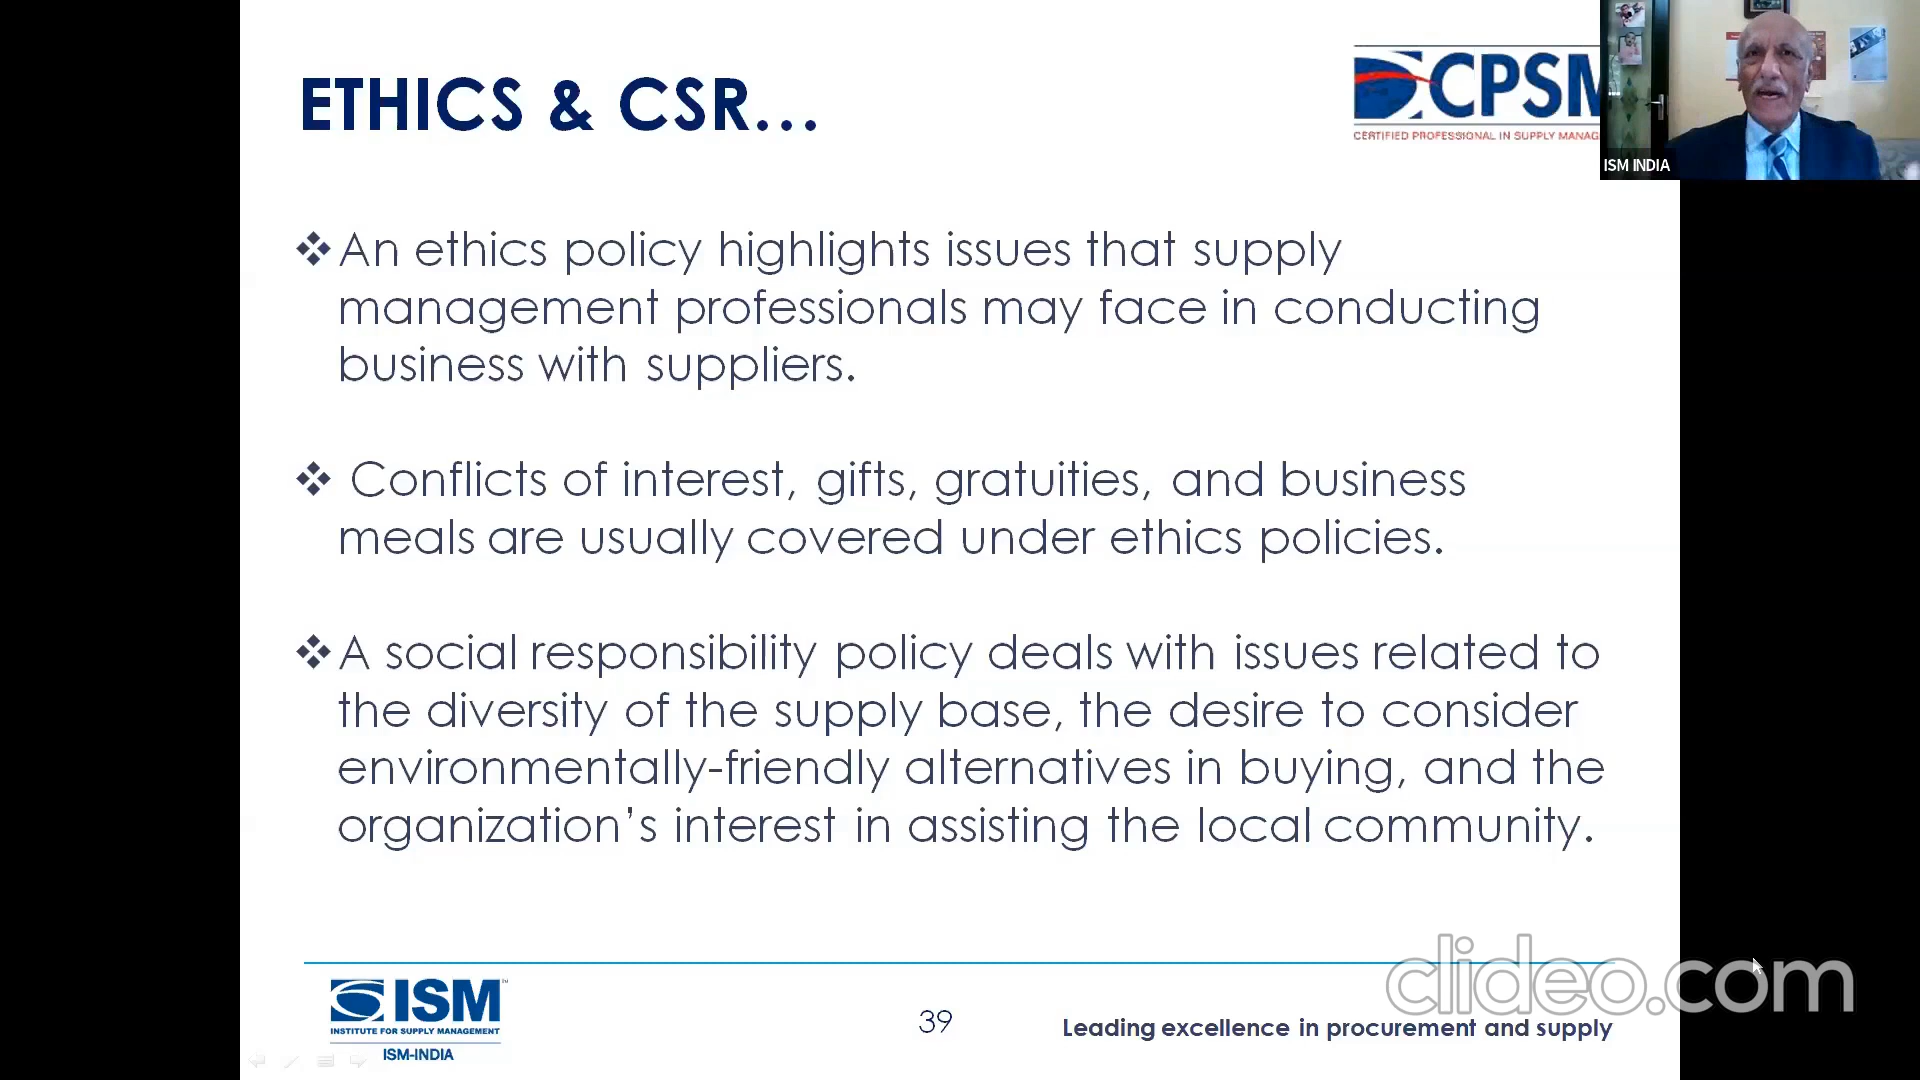 ETHICS & CSR...
CPSM
CERTIFIED PROFESSIONAL IN SUPPLY
ISM INDIA
❖ An ethics policy highlights issues that supply
management professionals may face in conducting
business with suppliers.
❖ Conflicts of interest, gifts, gratuities, and business
meals are usually covered under ethics policies.
❖ A social responsibility policy deals with issues related to
the diversity of the supply base, the desire to consider
environmentally-friendly alternatives in buying, and the
organization’s interest in assisting the local community.
ISM
INSTITUTE FOR SUPPLY MANAGEMENT
ISM-INDIA
39
Leading excellence in procurement and supply
clideo.com